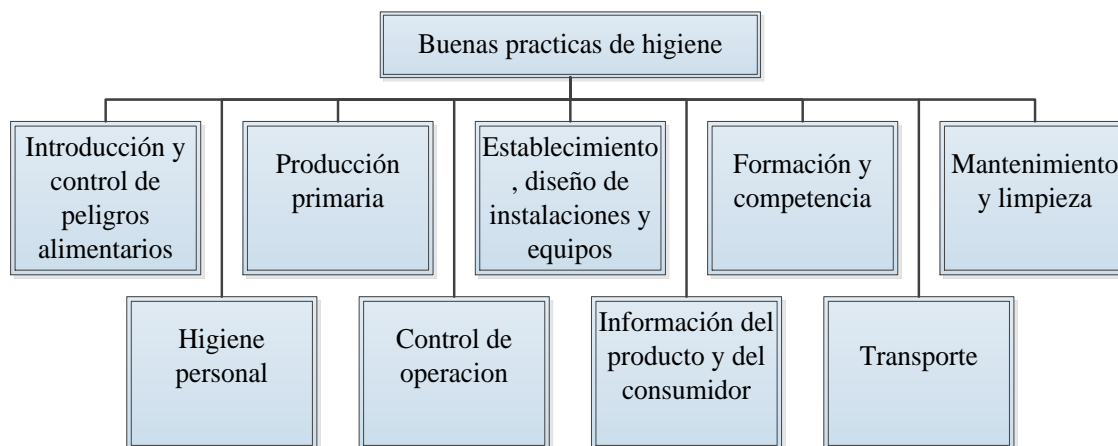 Buenas practicas de higiene
Introducción y
control de
peligros
alimentarios
Producción
primaria
Establecimiento
, diseño de
instalaciones y
equipos
Formación y
competencia
Mantenimiento
y limpieza
Higiene
personal
Control de
operacion
Información del
producto y del
consumidor
Transporte